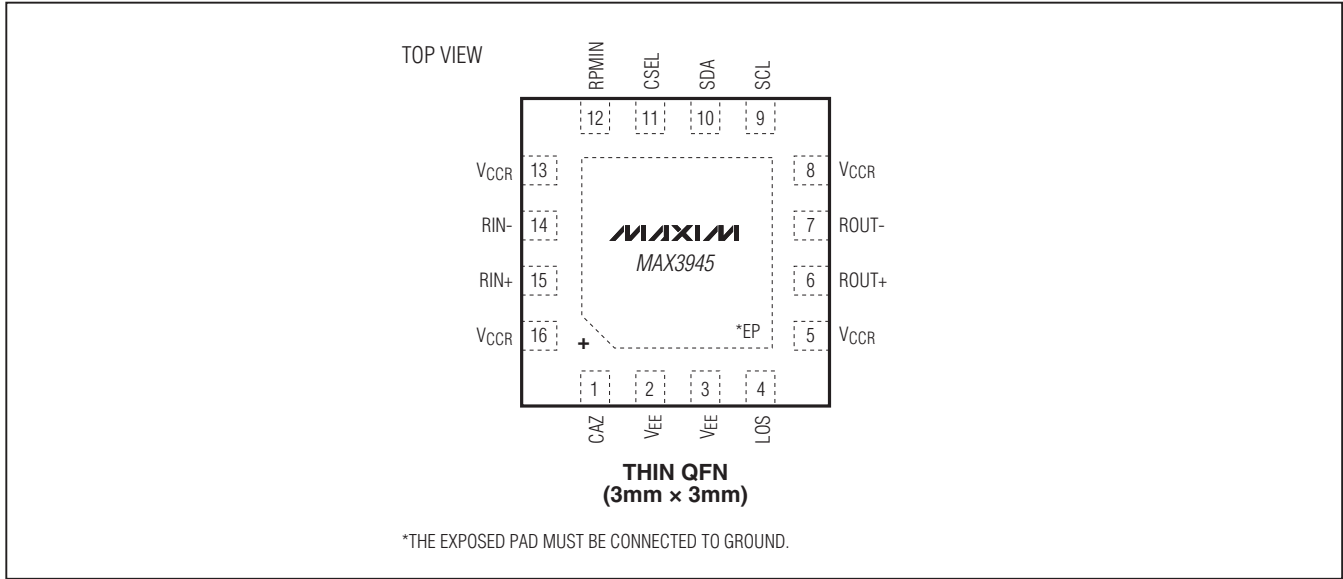 TOP VIEW
RPMIN
CSEL
SDA
SCL
12
11
10
9
VCCR 13
8 VCCR
RIN- 14
7 ROUT-
MAXIM
MAX3945
RIN+ 15
6 ROUT+
VCCR 16
5 VCCR
*EP
+
1
2
3
4
CAZ
VEE
VEE
LOS
THIN QFN
(3mm × 3mm)
*THE EXPOSED PAD MUST BE CONNECTED TO GROUND.